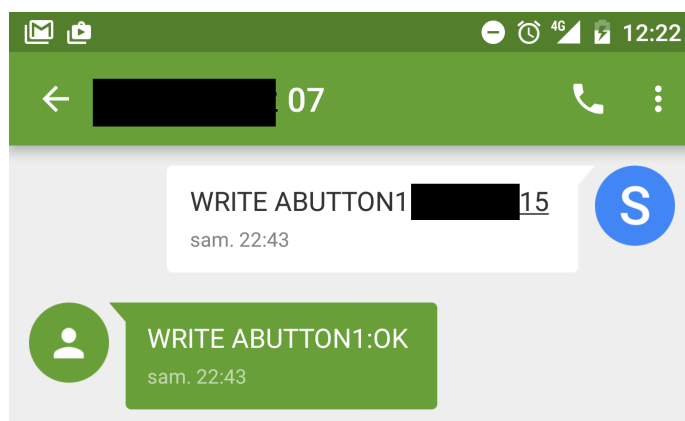 4G 12:22
07
WRITE ABUTTON1 15
sam. 22:43
S
WRITE ABUTTON1:OK
sam. 22:43